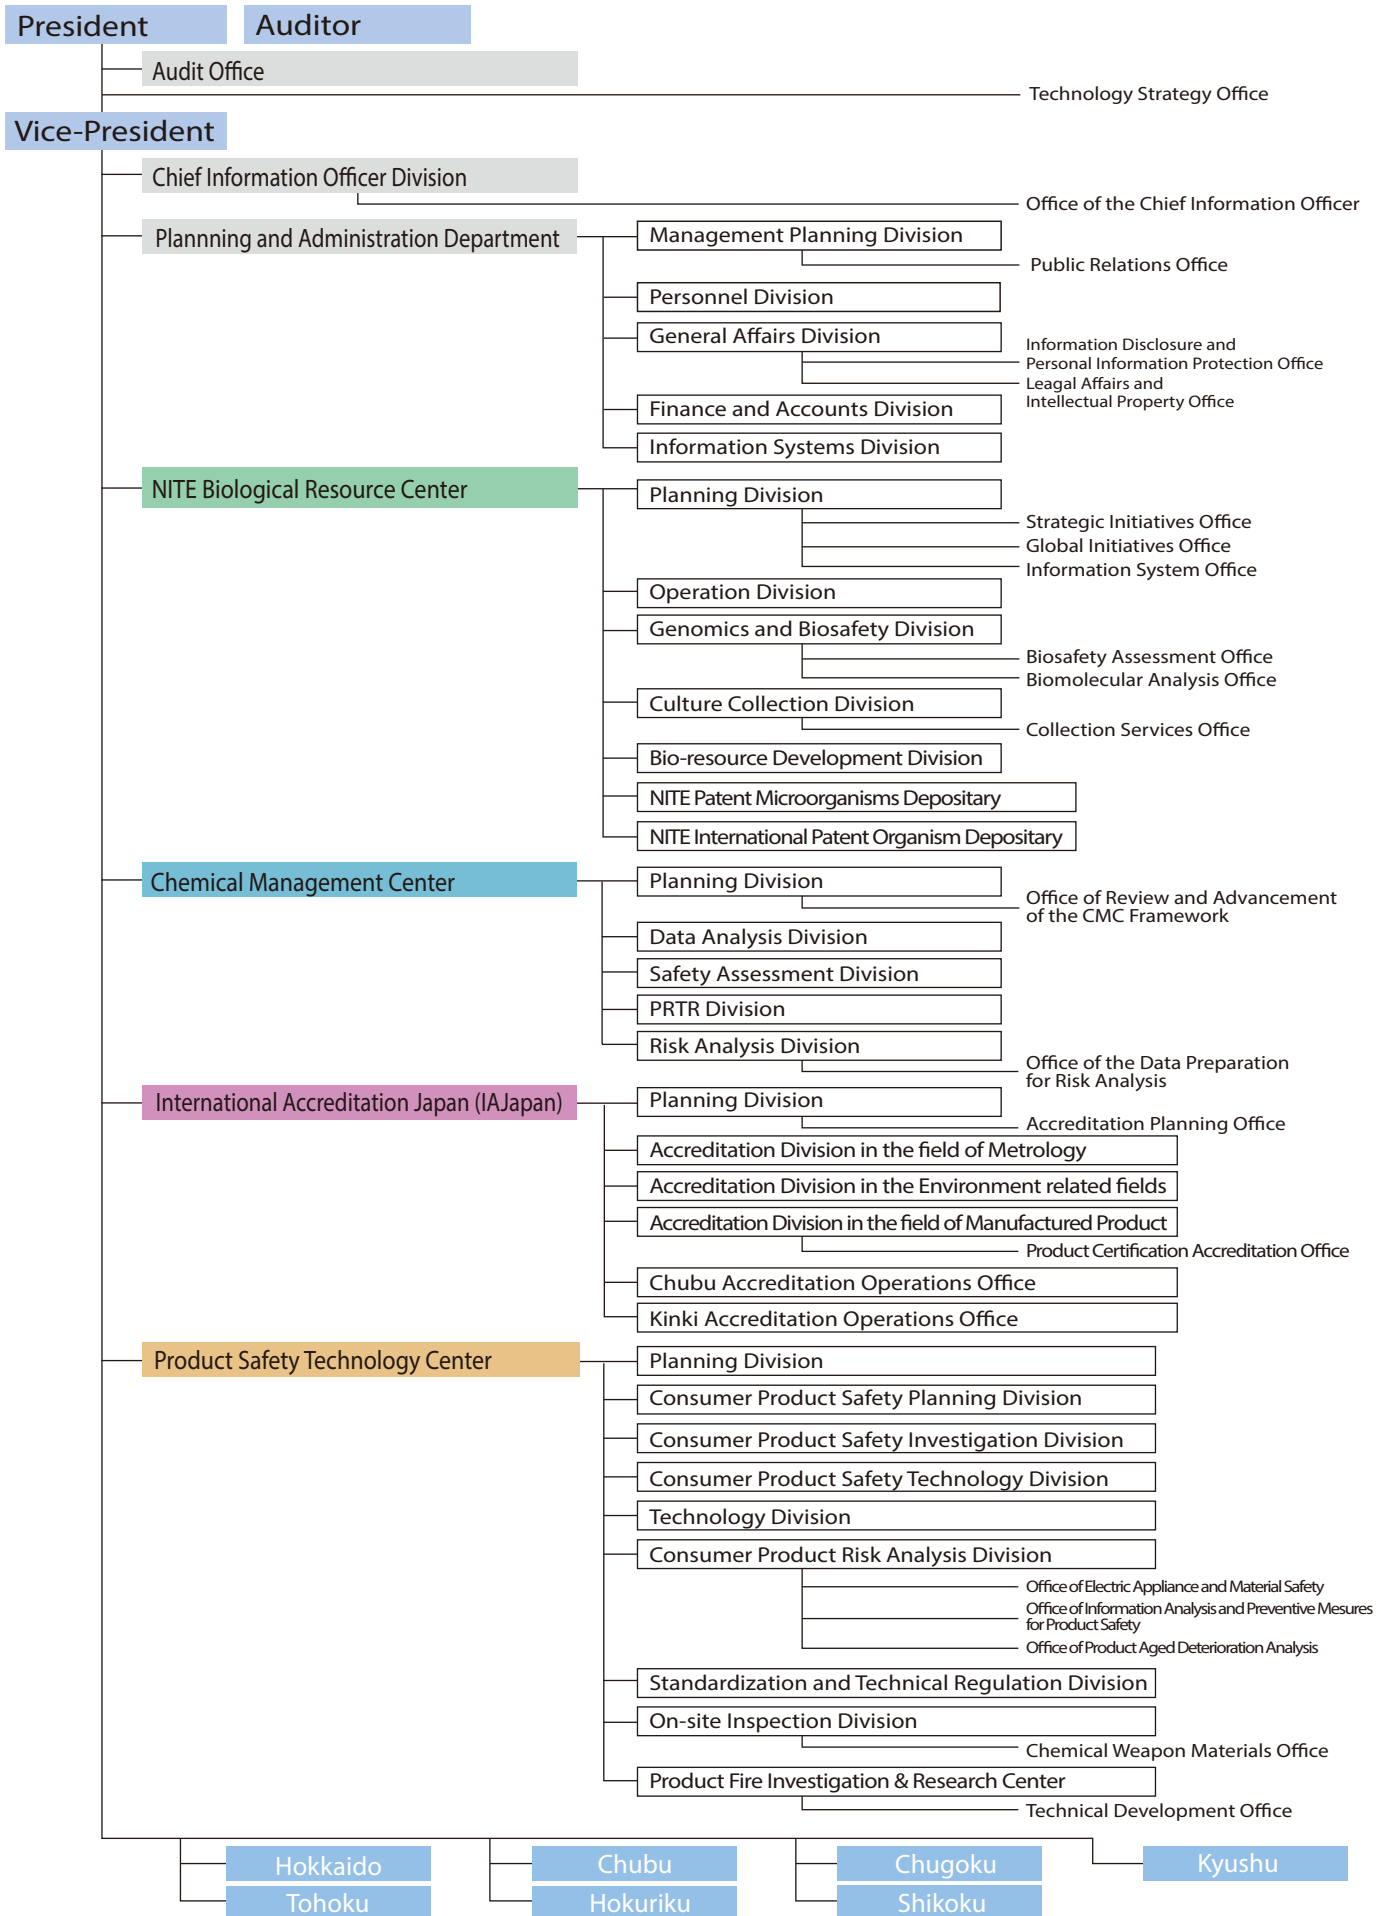 President
Auditor
Audit Office
Technology Strategy Office
Vice-President
Chief Information Officer Division
Office of the Chief Information Officer
Plannning and Administration Department
Management Planning Division
Public Relations Office
Personnel Division
General Affairs Division
Information Disclosure and
Personal Information Protection Office
Leagal Affairs and
Intellectual Property Office
Finance and Accounts Division
Information Systems Division
NITE Biological Resource Center
Planning Division
Strategic Initiatives Office
Global Initiatives Office
Information System Office
Operation Division
Genomics and Biosafety Division
Biosafety Assessment Office
Biomolecular Analysis Office
Culture Collection Division
Collection Services Office
Bio-resource Development Division
NITE Patent Microorganisms Depositary
NITE International Patent Organism Depositary
Chemical Management Center
Planning Division
Office of Review and Advancement
of the CMC Framework
Data Analysis Division
Safety Assessment Division
PRTR Division
Risk Analysis Division
Office of the Data Preparation
for Risk Analysis
International Accreditation Japan (IAJapan)
Planning Division
Accreditation Planning Office
Accreditation Division in the field of Metrology
Accreditation Division in the Environment related fields
Accreditation Division in the field of Manufactured Product
Product Certification Accreditation Office
Chubu Accreditation Operations Office
Kinki Accreditation Operations Office
Product Safety Technology Center
Planning Division
Consumer Product Safety Planning Division
Consumer Product Safety Investigation Division
Consumer Product Safety Technology Division
Technology Division
Consumer Product Risk Analysis Division
Office of Electric Appliance and Material Safety
Office of Information Analysis and Preventive Mesures
for Product Safety
Office of Product Aged Deterioration Analysis
Standardization and Technical Regulation Division
On-site Inspection Division
Chemical Weapon Materials Office
Product Fire Investigation & Research Center
Technical Development Office
Hokkaido
Chubu
Chugoku
Kyushu
Tohoku
Hokuriku
Shikoku